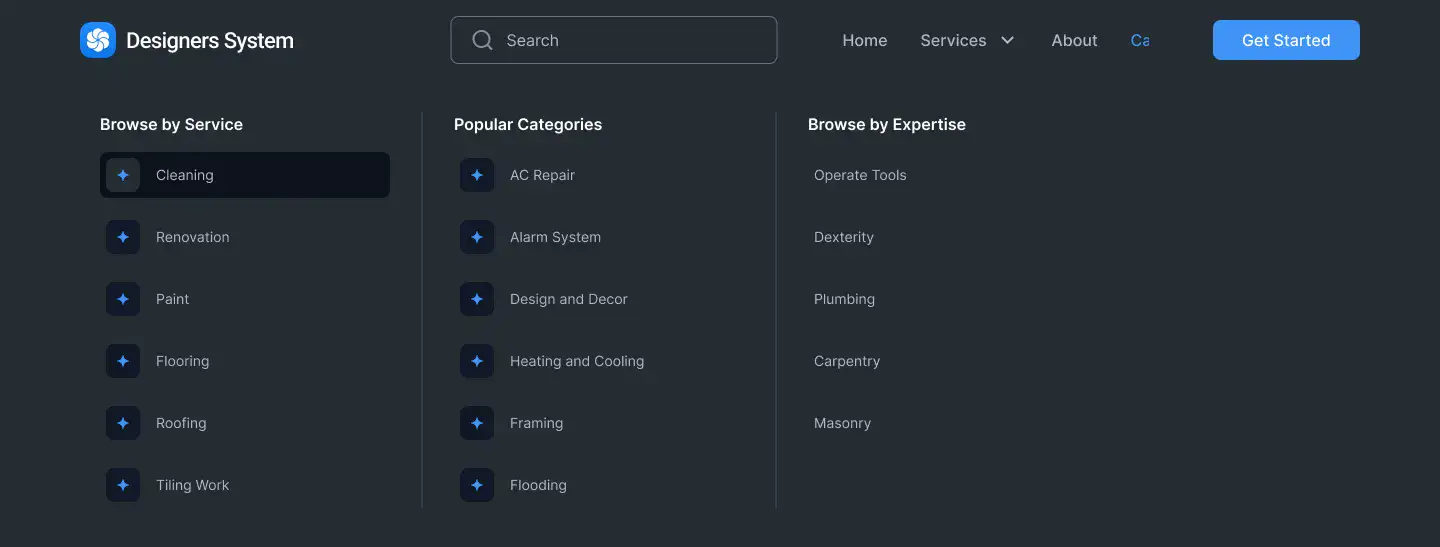 Designers System
Search
Home
Services
About
Get Started
Browse by Service
Cleaning
Renovation
Paint
Flooring
Roofing
Tiling Work
Popular Categories
AC Repair
Alarm System
Design and Decor
Heating and Cooling
Framing
Flooding
Browse by Expertise
Operate Tools
Dexterity
Plumbing
Carpentry
Masonry